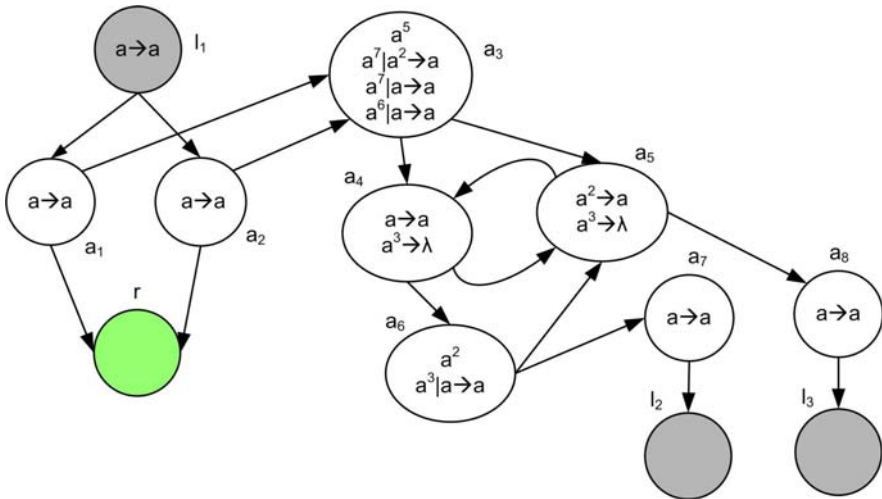 a→a
l₁
a⁵
a⁷|a²→a
a⁷|a→a
a⁶|a→a
a₃
a→a
a₁
a→a
a₂
r
a₄
a→a
a³→λ
a₅
a²→a
a³→λ
a₆
a²
a³|a→a
a₇
a→a
a₈
a→a
l₂
l₃